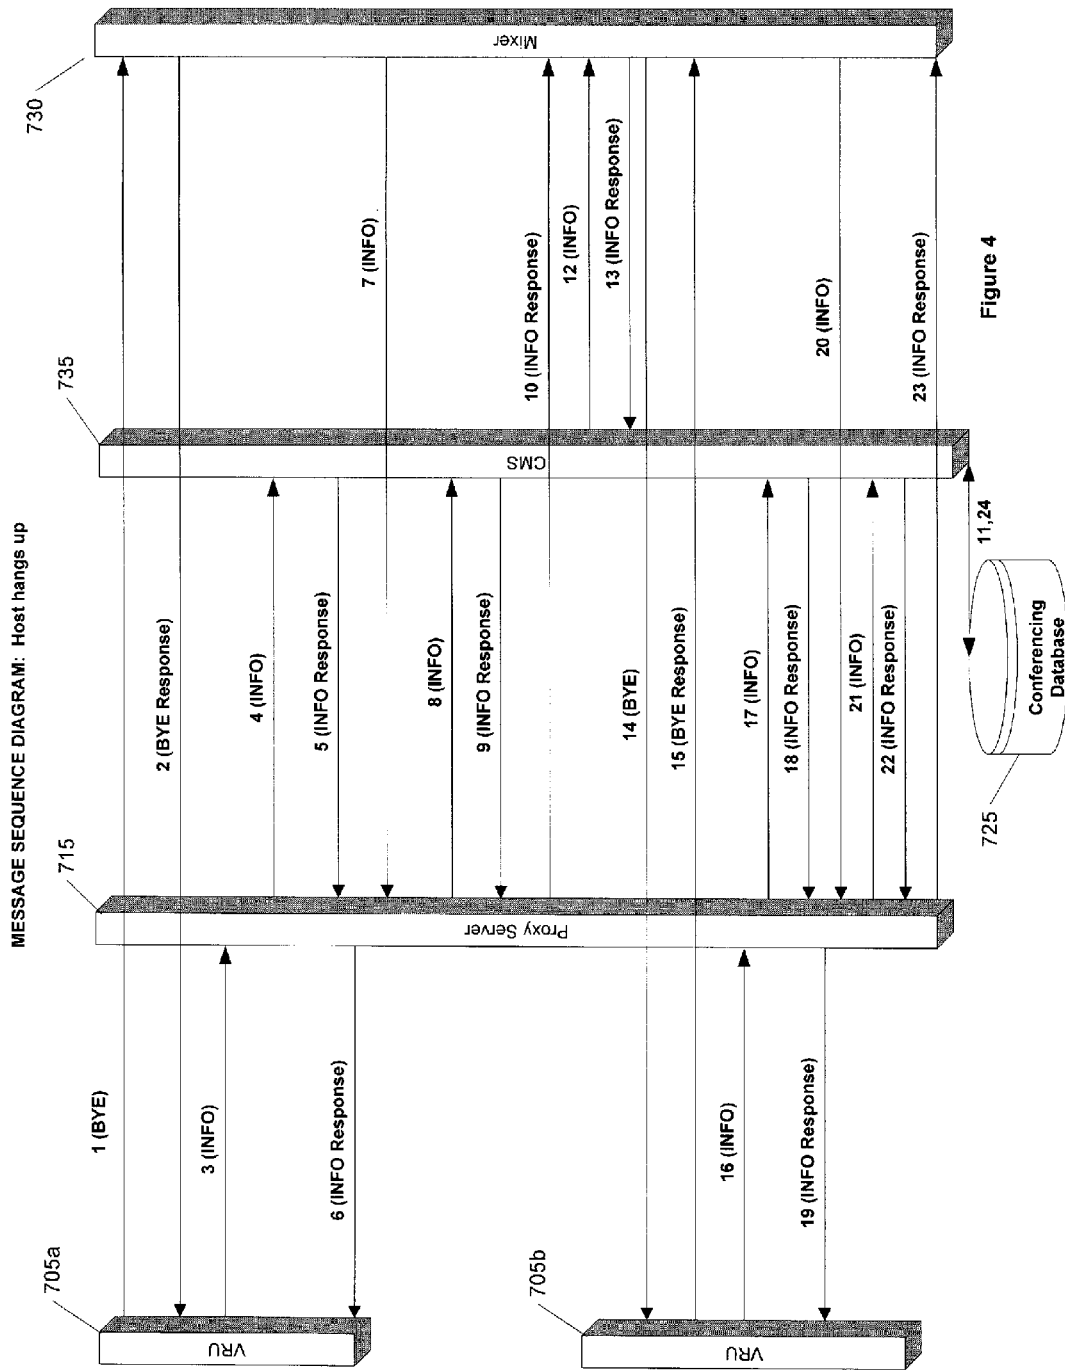 MESSAGE SEQUENCE DIAGRAM: Host hangs up
705a
715
735
730
VRU
Proxy Server
CMS
Mixer
1 (BYE)
2 (BYE Response)
3 (INFO)
4 (INFO)
5 (INFO Response)
6 (INFO Response)
7 (INFO)
8 (INFO)
9 (INFO Response)
10 (INFO Response)
12 (INFO)
13 (INFO Response)
705b
VRU
14 (BYE)
15 (BYE Response)
16 (INFO)
17 (INFO)
18 (INFO Response)
19 (INFO Response)
20 (INFO)
21 (INFO)
22 (INFO Response)
23 (INFO Response)
11,24
725
Conferencing
Database
Figure 4